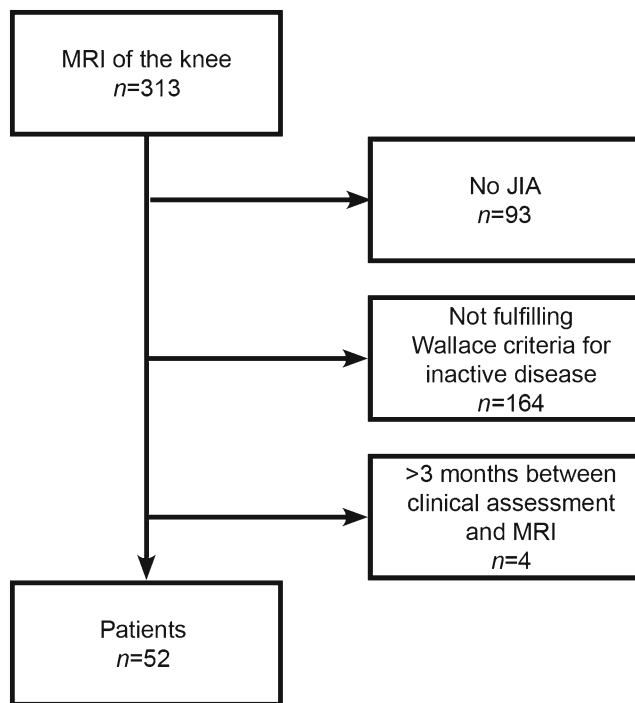 MRI of the knee
n=313
No JIA
n=93
Not fulfilling
Wallace criteria for
inactive disease
n=164
>3 months between
clinical assessment
and MRI
n=4
Patients
n=52